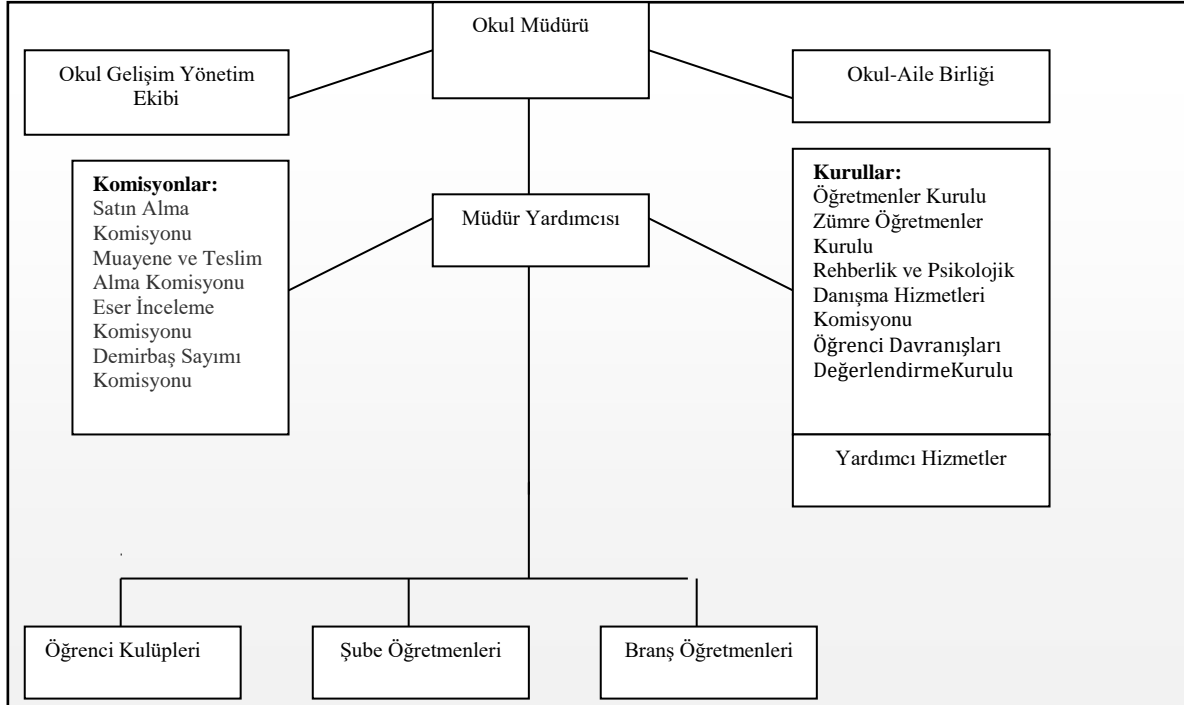 Okul Müdürü
Okul Gelişim Yönetim
Ekibi
Okul-Aile Birliği
Komisyonlar:
Satın Alma
Komisyonu
Muayene ve Teslim
Alma Komisyonu
Eser İnceleme
Komisyonu
Demirbaş Sayımı
Komisyonu
Müdür Yardımcısı
Kurullar:
Öğretmenler Kurulu
Zümre Öğretmenler
Kurulu
Rehberlik ve Psikolojik
Danışma Hizmetleri
Komisyonu
Öğrenci Davranışları
DeğerlendirmeKurulu
Yardımcı Hizmetler
Öğrenci Kulüpleri
Şube Öğretmenleri
Branş Öğretmenleri